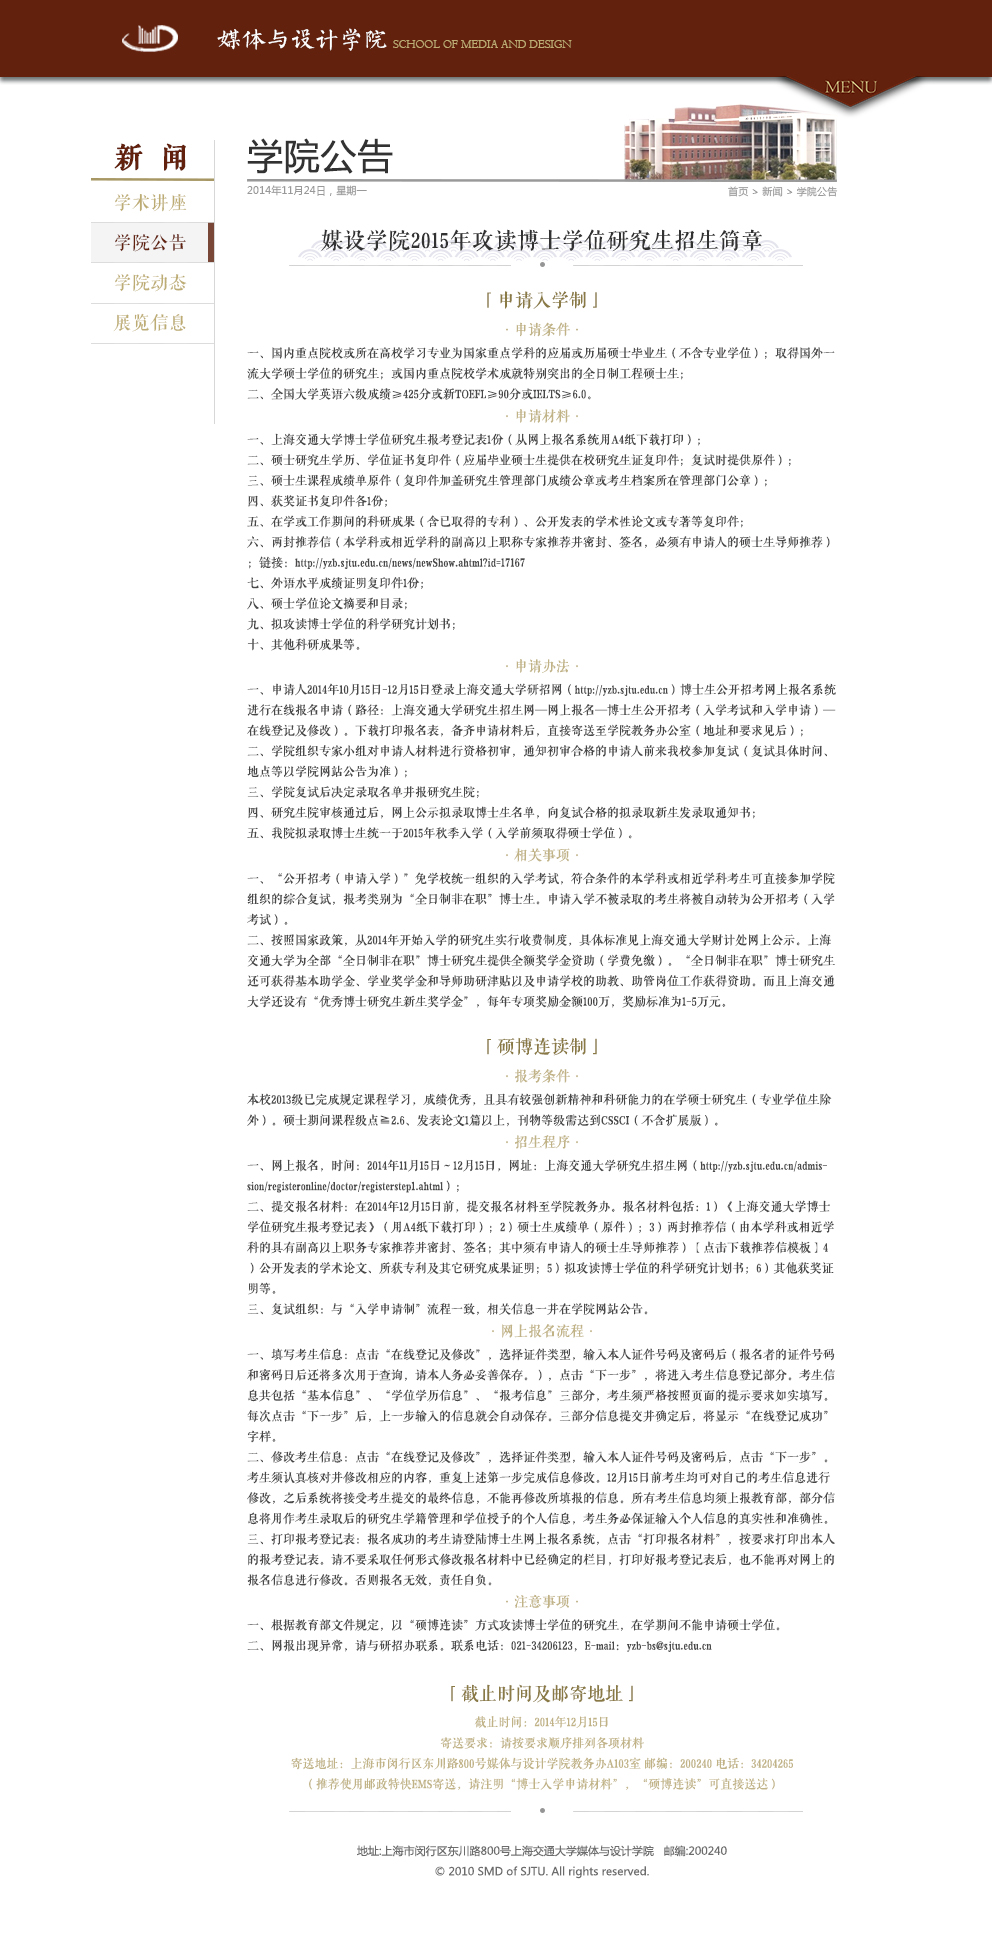 媒体与设计学院 SCHOOL OF MEDIA AND DESIGN
MENU
新 闻
学术讲座
学院公告
学院动态
展览信息
学院公告
2014年11月24日，星期一
首页 > 新闻 > 学院公告
媒设学院2015年攻读博士学位研究生招生简章
「申请入学制」
· 申请条件 ·
一、国内重点院校或所在高校学习专业为国家重点学科的应届或历届硕士毕业生（不含专业学位）；取得国外一
流大学硕士学位的研究生；或国内重点院校学术成就特别突出的全日制工程硕士生；
二、全国大学英语六级成绩≥425分或新TOEFL≥90分或IELTS≥6.0。
· 申请材料 ·
一、上海交通大学博士学位研究生报考登记表1份（从网上报名系统用A4纸下载打印）；
二、硕士研究生学历、学位证书复印件（应届毕业硕士生提供在校研究生证复印件；复试时提供原件）；
三、硕士生课程成绩单原件（复印件加盖研究生管理部门成绩公章或考生档案所在管理部门公章）；
四、获奖证书复印件各1份；
五、在学或工作期间的科研成果（含已取得的专利）、公开发表的学术性论文或专著等复印件；
六、两封推荐信（本学科或相近学科的副高以上职称专家推荐并密封、签名，必须有申请人的硕士生导师推荐）
；链接：http://yzb.sjtu.edu.cn/news/newShow.ahtml?id=17167
七、外语水平成绩证明复印件1份；
八、硕士学位论文摘要和目录；
九、拟攻读博士学位的科学研究计划书；
十、其他科研成果等。
· 申请办法 ·
一、申请人2014年10月15日-12月15日登录上海交通大学研招网（http://yzb.sjtu.edu.cn）博士生公开招考网上报名系统
进行在线报名申请（路径：上海交通大学研究生招生网—网上报名—博士生公开招考（入学考试和入学申请）—
在线登记及修改）。下载打印报名表，备齐申请材料后，直接寄送至学院教务办公室（地址和要求见后）；
二、学院组织专家小组对申请人材料进行资格初审，通知初审合格的申请人前来我校参加复试（复试具体时间、
地点等以学院网站公告为准）；
三、学院复试后决定录取名单并报研究生院；
四、研究生院审核通过后，网上公示拟录取博士生名单，向复试合格的拟录取新生发录取通知书；
五、我院拟录取博士生统一于2015年秋季入学（入学前须取得硕士学位）。
· 相关事项 ·
一、“公开招考（申请入学）”免学校统一组织的入学考试，符合条件的本学科或相近学科考生可直接参加学院
组织的综合复试，报考类别为“全日制非在职”博士生。申请入学不被录取的考生将被自动转为公开招考（入学
考试）。
二、按照国家政策，从2014年开始入学的研究生实行收费制度，具体标准见上海交通大学财计处网上公示。上海
交通大学为全部“全日制非在职”博士研究生提供全额奖学金资助（学费免缴）。“全日制非在职”博士研究生
还可获得基本助学金、学业奖学金和导师助研津贴以及申请学校的助教、助管岗位工作获得资助。而且上海交通
大学还设有“优秀博士研究生新生奖学金”，每年专项奖励金额100万，奖励标准为1-5万元。
「硕博连读制」
· 报考条件 ·
本校2013级已完成规定课程学习，成绩优秀，且具有较强创新精神和科研能力的在学硕士研究生（专业学位生除
外）。硕士期间课程级点≧2.6、发表论文1篇以上，刊物等级需达到CSSCI（不含扩展版）。
· 招生程序 ·
一、网上报名，时间：2014年11月15日～12月15日，网址：上海交通大学研究生招生网（http://yzb.sjtu.edu.cn/admis-
sion/registeronline/doctor/registerstep1.ahtml）；
二、提交报名材料：在2014年12月15日前，提交报名材料至学院教务办。报名材料包括：1）《上海交通大学博士
学位研究生报考登记表》（用A4纸下载打印）；2）硕士生成绩单（原件）；3）两封推荐信（由本学科或相近学
科的具有副高以上职务专家推荐并密封、签名；其中须有申请人的硕士生导师推荐）［点击下载推荐信模板］4
）公开发表的学术论文、所获专利及其它研究成果证明；5）拟攻读博士学位的科学研究计划书；6）其他获奖证
明等。
三、复试组织：与“入学申请制”流程一致，相关信息一并在学院网站公告。
· 网上报名流程 ·
一、填写考生信息：点击“在线登记及修改”，选择证件类型，输入本人证件号码及密码后（报名者的证件号码
和密码日后还将多次用于查询，请本人务必妥善保存。），点击“下一步”，将进入考生信息登记部分。考生信
息共包括“基本信息”、“学位学历信息”、“报考信息”三部分，考生须严格按照页面的提示要求如实填写。
每次点击“下一步”后，上一步输入的信息就会自动保存。三部分信息提交并确定后，将显示“在线登记成功”
字样。
二、修改考生信息：点击“在线登记及修改”，选择证件类型，输入本人证件号码及密码后，点击“下一步”。
考生须认真核对并修改相应的内容，重复上述第一步完成信息修改。12月15日前考生均可对自己的考生信息进行
修改，之后系统将接受考生提交的最终信息，不能再修改所填报的信息。所有考生信息均须上报教育部，部分信
息将用作考生录取后的研究生学籍管理和学位授予的个人信息，考生务必保证输入个人信息的真实性和准确性。
三、打印报考登记表：报名成功的考生请登陆博士生网上报名系统，点击“打印报名材料”，按要求打印出本人
的报考登记表。请不要采取任何形式修改报名材料中已经确定的栏目，打印好报考登记表后，也不能再对网上的
报名信息进行修改。否则报名无效，责任自负。
· 注意事项 ·
一、根据教育部文件规定，以“硕博连读”方式攻读博士学位的研究生，在学期间不能申请硕士学位。
二、网报出现异常，请与研招办联系。联系电话：021-34206123，E-mail：yzb-bs@sjtu.edu.cn
「截止时间及邮寄地址」
截止时间：2014年12月15日
寄送要求：请按要求顺序排列各项材料
寄送地址：上海市闵行区东川路800号媒体与设计学院教务办A103室 邮编：200240 电话：34204265
（推荐使用邮政特快EMS寄送，请注明“博士入学申请材料”，“硕博连读”可直接送达）
地址:上海市闵行区东川路800号上海交通大学媒体与设计学院 邮编:200240
© 2010 SMD of SJTU. All rights reserved.